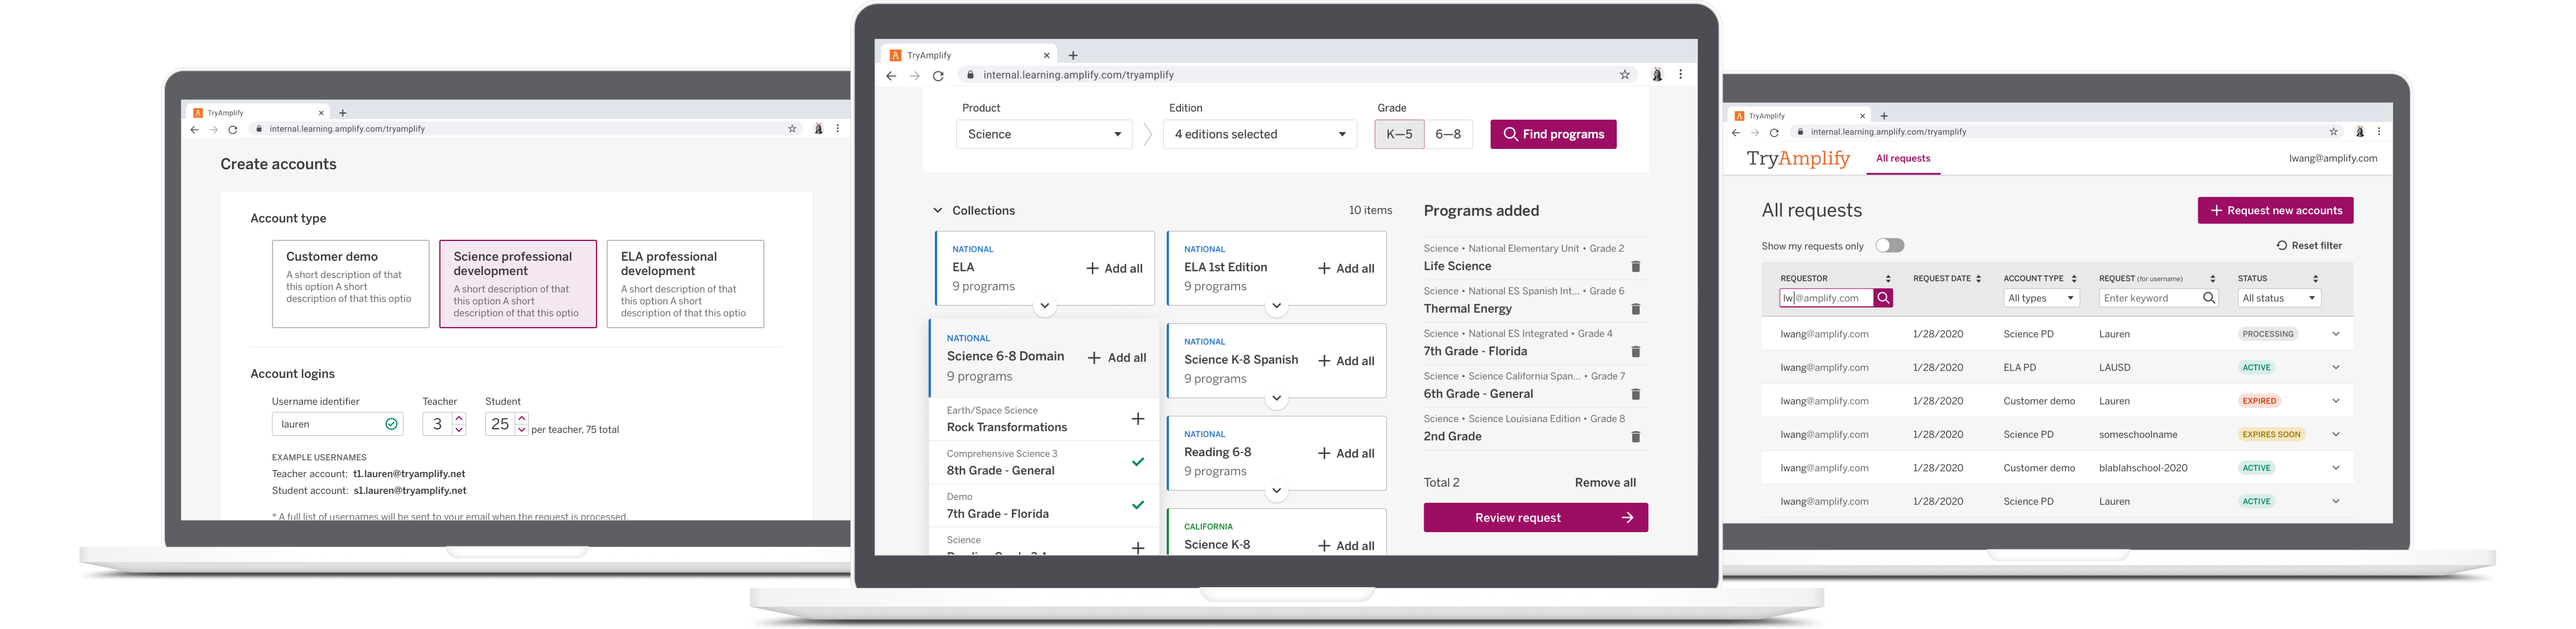 TryAmplify
internal.learning.amplify.com/tryamplify
Create accounts
Account type
Customer demo
A short description of that
this option A short
description of that this optio
Science professional
development
A short description of that
this option A short
description of that this optio
ELA professional
development
A short description of that
this option A short
description of that this optio
Account logins
Username identifier
Teacher
Student
lauren
3
25
per teacher, 75 total
EXAMPLE USERNAMES
Teacher account: t1.lauren@tryamplify.net
Student account: s1.lauren@tryamplify.net
* A full list of usernames will be sent to your email when the request is processed.
TryAmplify
internal.learning.amplify.com/tryamplify
Product
Edition
Grade
Science
4 editions selected
K—5
6—8
Find programs
Collections
10 items
NATIONAL
ELA
9 programs
Add all
NATIONAL
Science 6-8 Domain
9 programs
Add all
Earth/Space Science
Rock Transformations
Comprehensive Science 3
8th Grade - General
Demo
7th Grade - Florida
Science
NATIONAL
ELA 1st Edition
9 programs
Add all
NATIONAL
Science K-8 Spanish
9 programs
Add all
NATIONAL
Reading 6-8
9 programs
Add all
CALIFORNIA
Science K-8
Add all
Programs added
Science • National Elementary Unit • Grade 2
Life Science
Science • National ES Spanish Int... • Grade 6
Thermal Energy
Science • National ES Integrated • Grade 4
7th Grade - Florida
Science • Science California Span... • Grade 7
6th Grade - General
Science • Science Louisiana Edition • Grade 8
2nd Grade
Total 2
Remove all
Review request
TryAmplify
internal.learning.amplify.com/tryamplify
TryAmplify
All requests
lwang@amplify.com
All requests
Request new accounts
Show my requests only
Reset filter
REQUESTOR REQUEST DATE ACCOUNT TYPE REQUEST (for username) STATUS
lw@amplify.com All types Enter keyword All status
lwang@amplify.com 1/28/2020 Science PD Lauren PROCESSING
lwang@amplify.com 1/28/2020 ELA PD LAUSD ACTIVE
lwang@amplify.com 1/28/2020 Customer demo Lauren EXPIRED
lwang@amplify.com 1/28/2020 Science PD someschoolname EXPIRES SOON
lwang@amplify.com 1/28/2020 Customer demo blablahschool-2020 ACTIVE
lwang@amplify.com 1/28/2020 Science PD Lauren ACTIVE